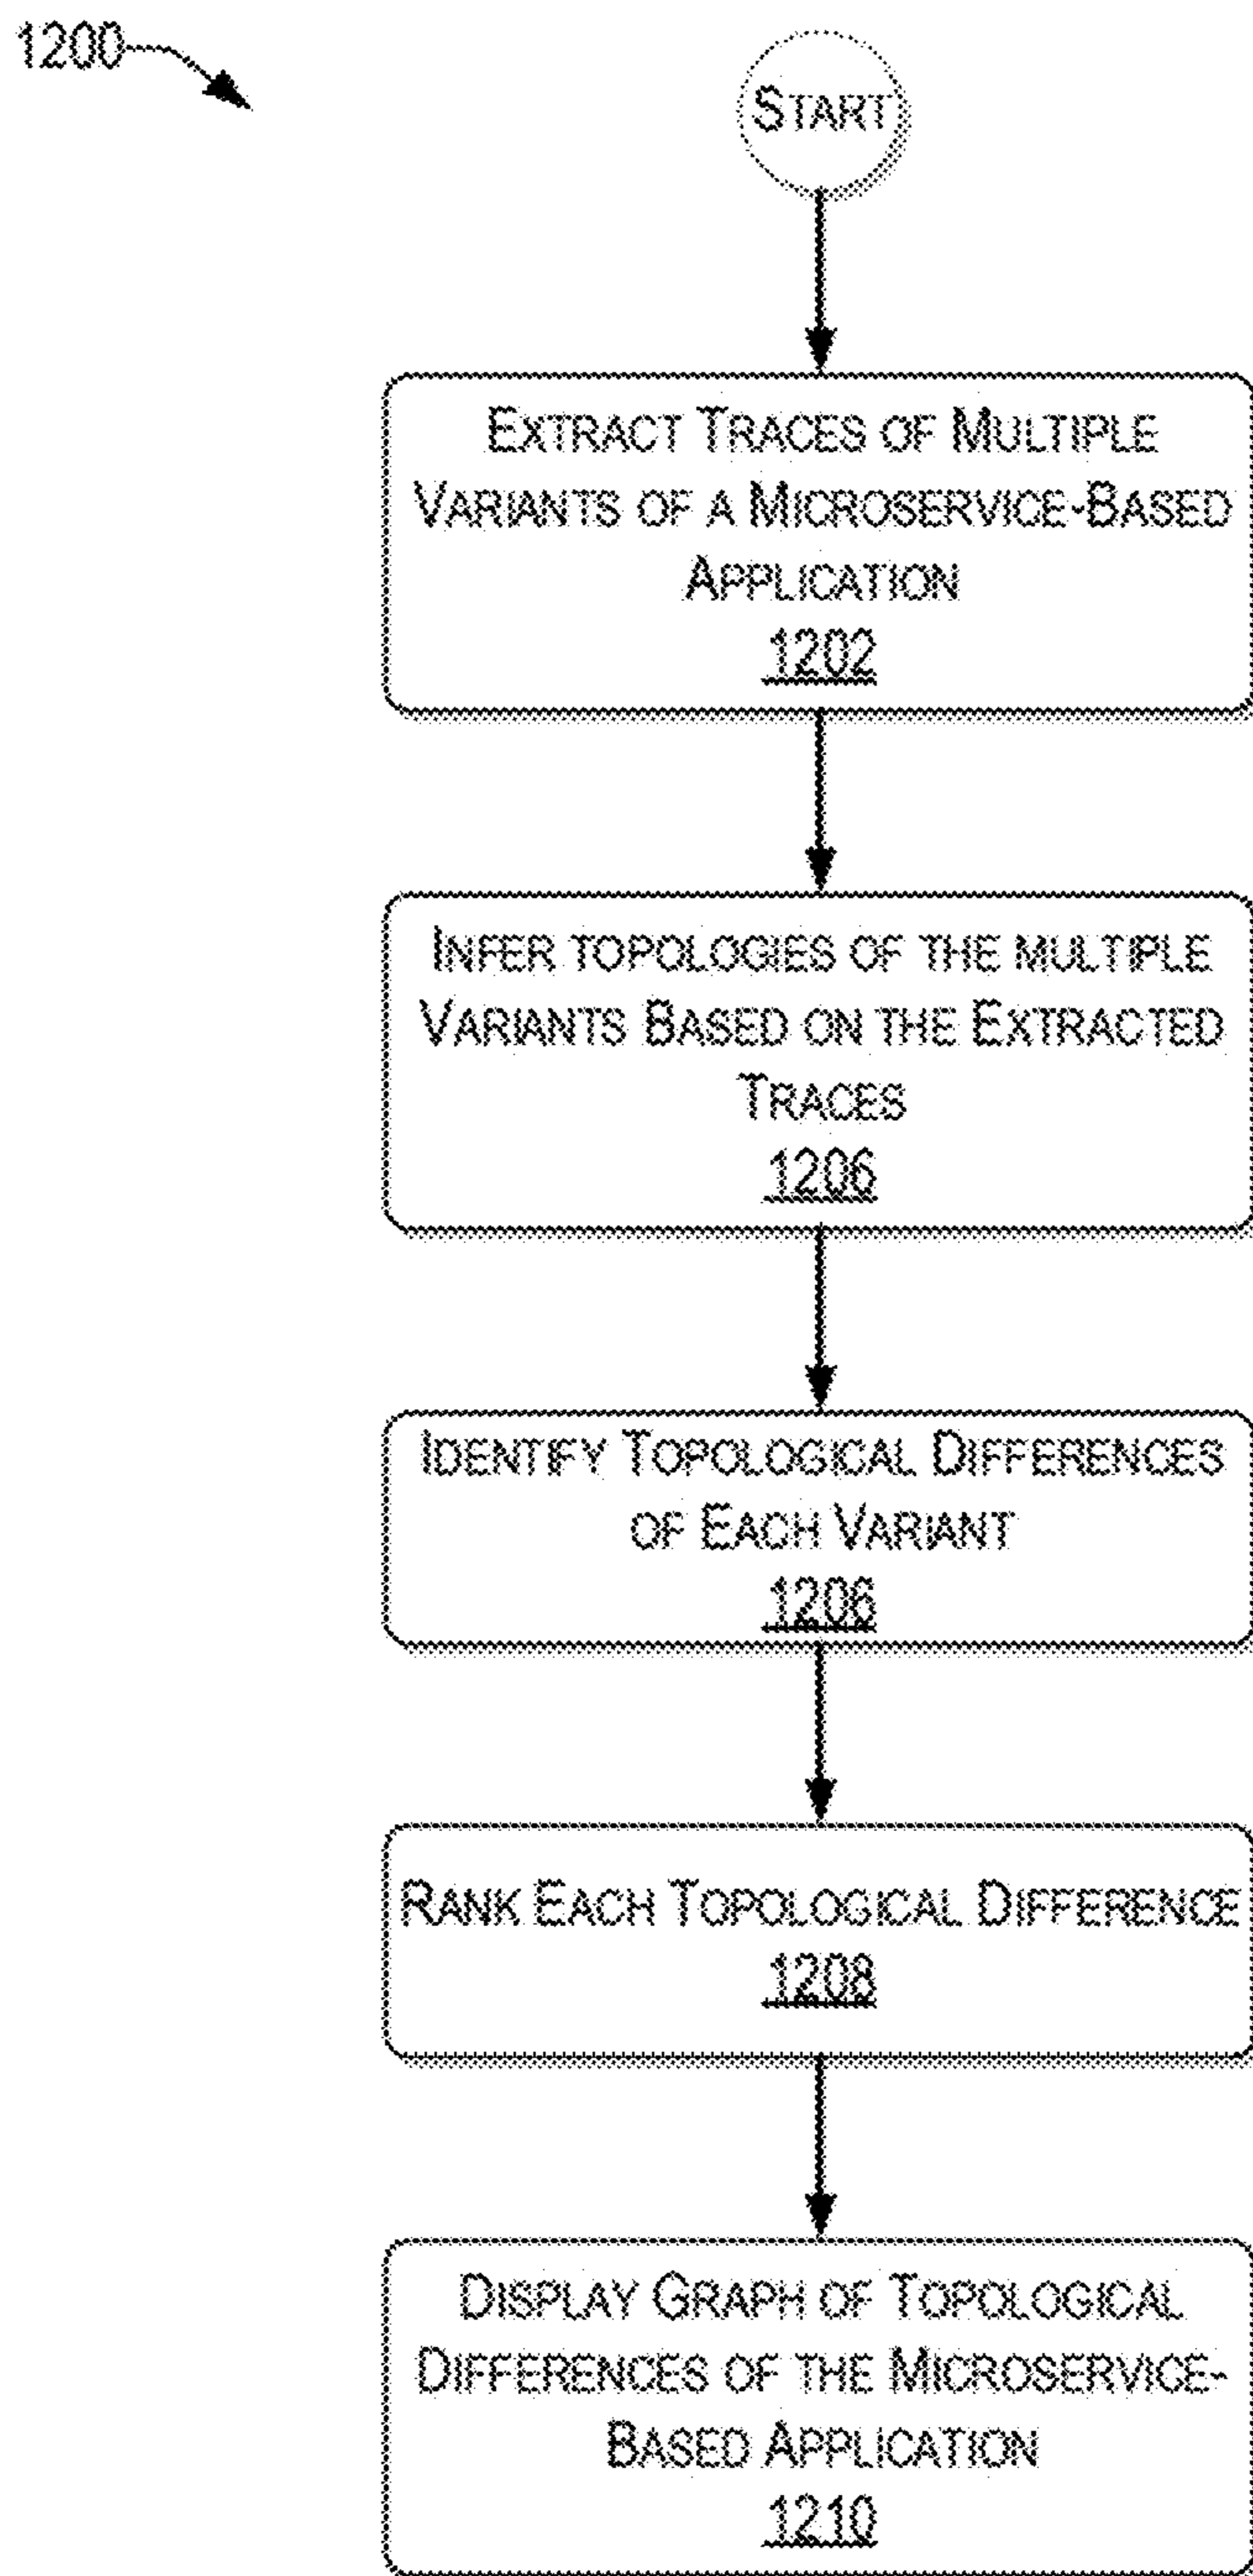 1200
START
EXTRACT TRACES OF MULTIPLE
VARIANTS OF A MICROSERVICE-BASED
APPLICATION
1202
INFER TOPOLOGIES OF THE MULTIPLE
VARIANTS BASED ON THE EXTRACTED
TRACES
1206
IDENTIFY TOPOLOGICAL DIFFERENCES
OF EACH VARIANT
1206
RANK EACH TOPOLOGICAL DIFFERENCE
1208
DISPLAY GRAPH OF TOPOLOGICAL
DIFFERENCES OF THE MICROSERVICE-
BASED APPLICATION
1210